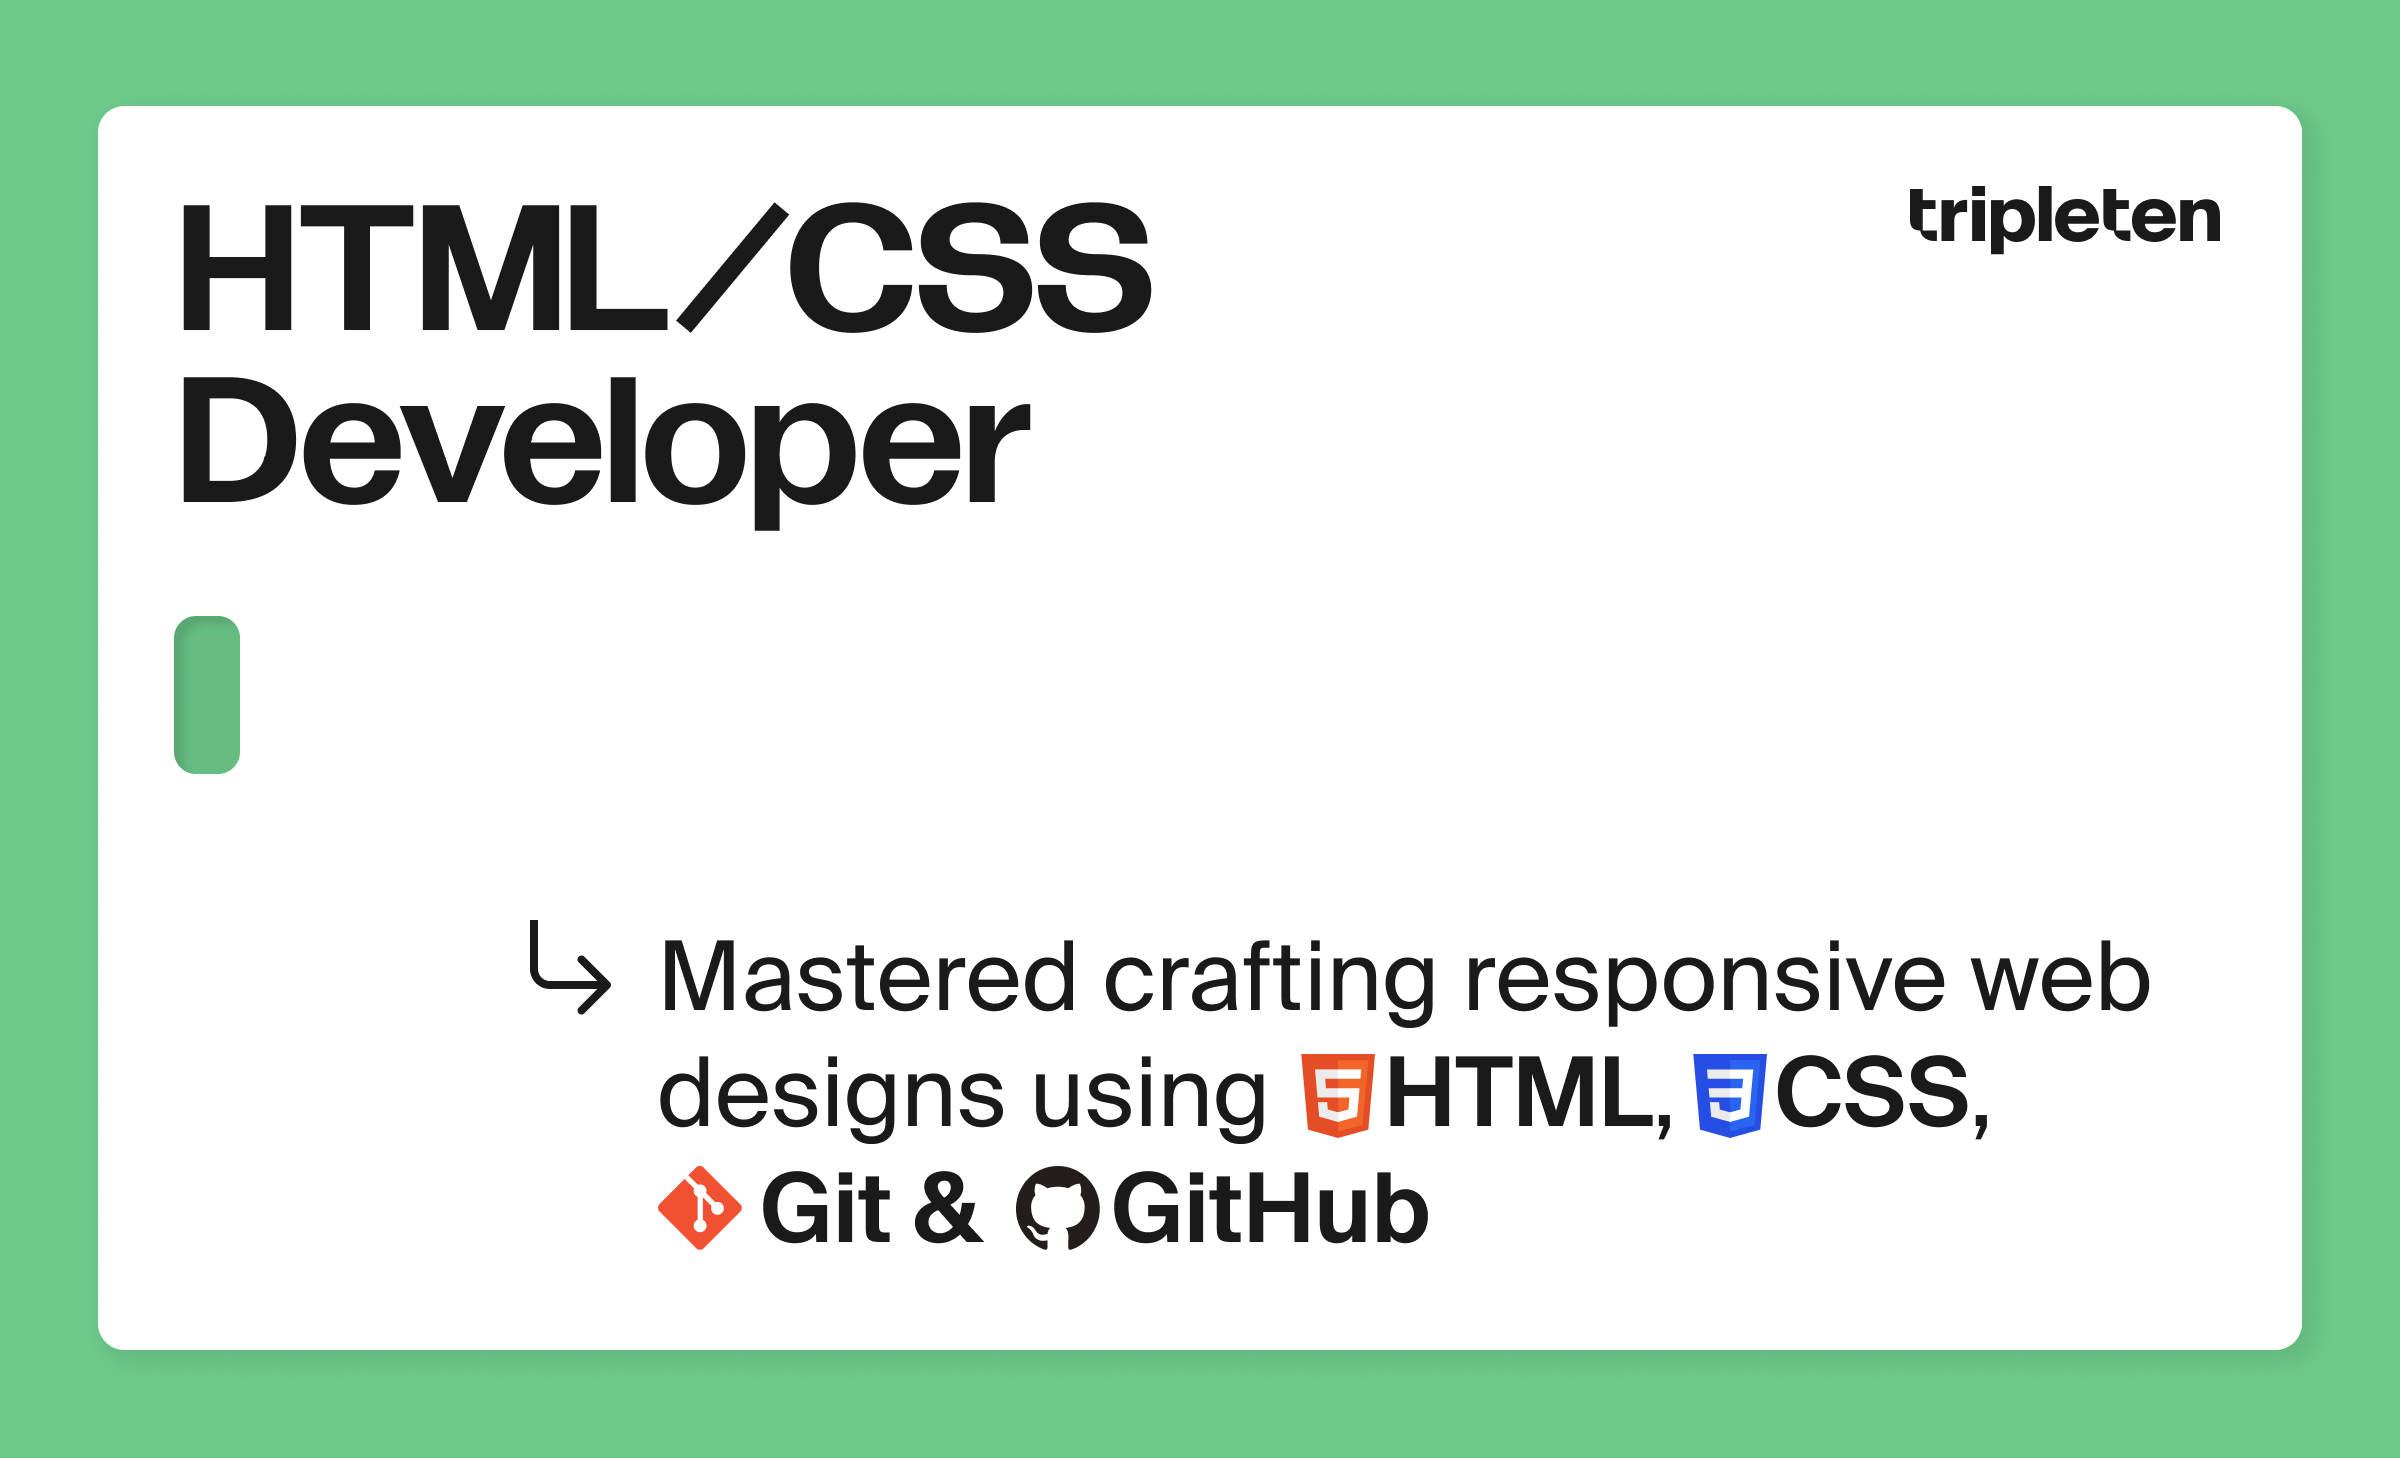 HTML/CSS
Developer
tripleten
Mastered crafting responsive web
designs using HTML, CSS,
Git & GitHub